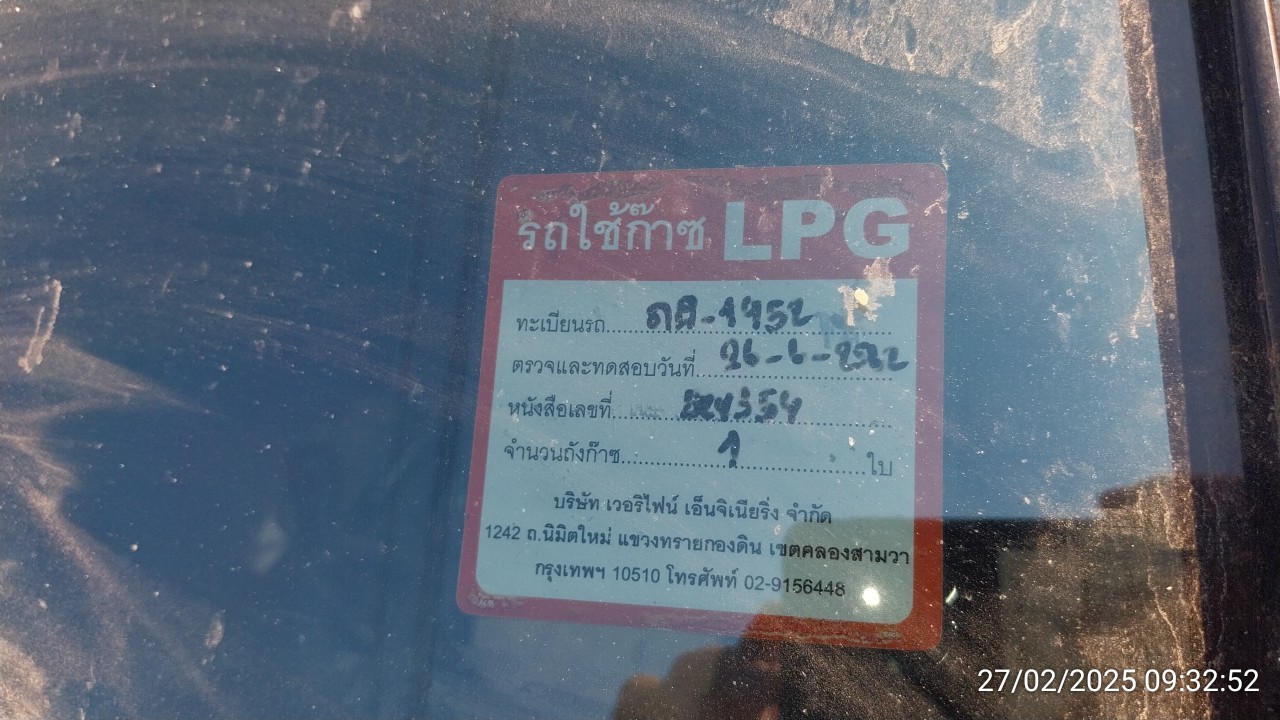 รถใช้ก๊าซ LPG
ทะเบียนรถ
ตรวจและทดสอบวันที่
หนังสือเลขที่
จำนวนถังก๊าซ 1 ใบ
บริษัท เวอริไฟน์ เอ็นจิเนียริ่ง จำกัด
1242 ถ.นิมิตใหม่ แขวงทรายกองดิน เขตคลองสามวา
กรุงเทพฯ 10510 โทรศัพท์ 02-9156448
27/02/2025 09:32:52